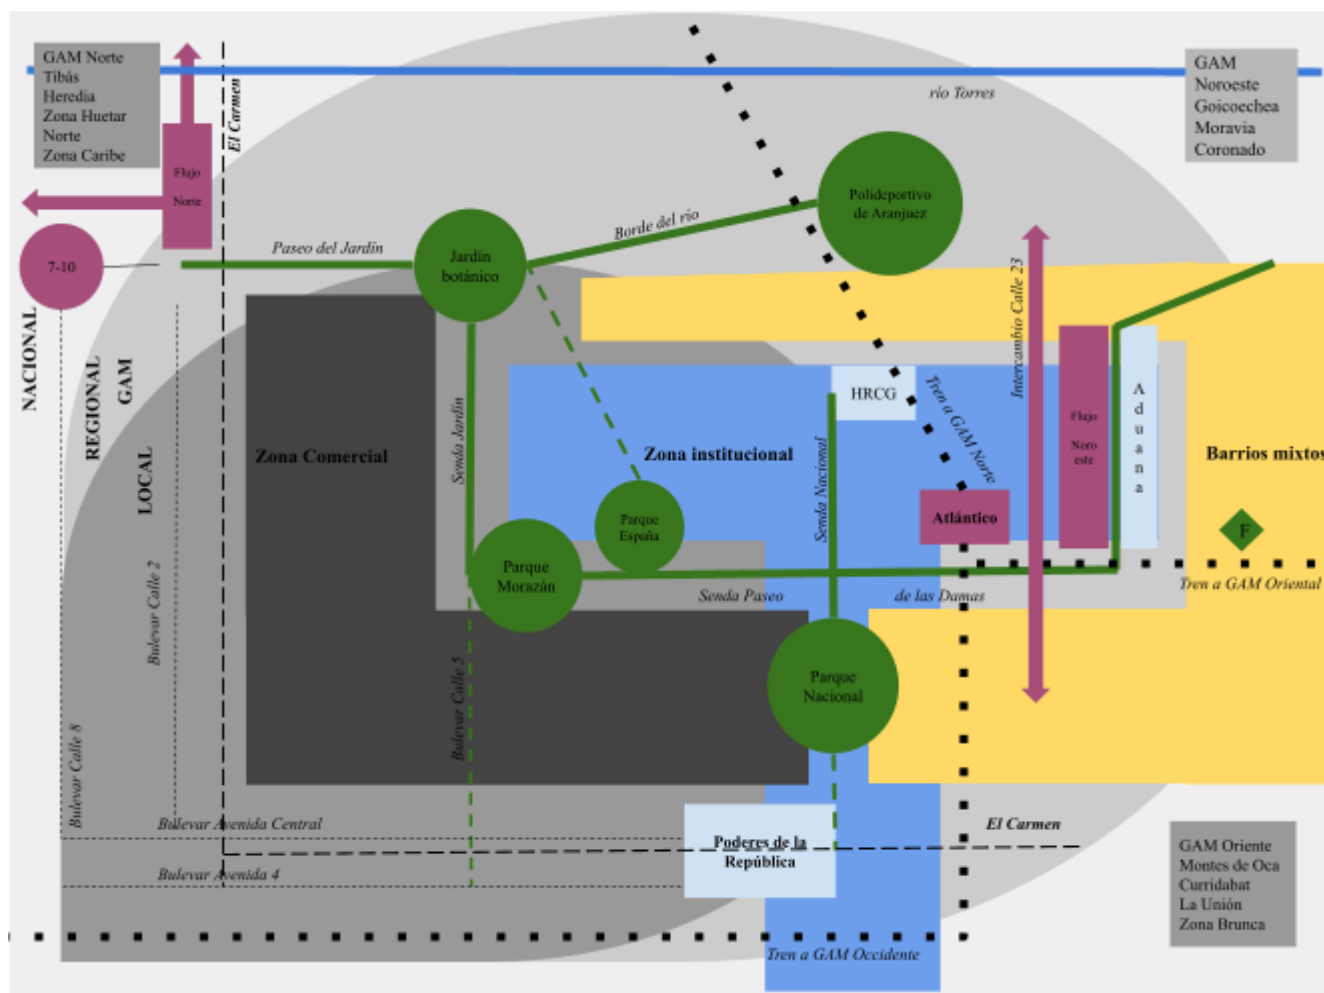 GAM Norte
Tibás
Heredia
Zona Huetar
Norte
Zona Caribe
El Carmen
GAM
Noroeste
Goicoechea
Moravia
Coronado
río Torres
Flujo
Norte
7-10
Paseo del Jardín
Jardín
botánico
Borde del río
Polideportivo
de Aranjuez
Intercambio Calle 23
NACIONAL
REGIONAL
GAM
LOCAL
Zona Comercial
Senda Jardín
Zona institucional
HRCG
Senda Nacional
Tren a GAM Norte
Flujo
Noro
este
Aduana
Barrios mixtos
Atlántico
F
Parque
España
Parque
Morazán
Senda Paseo
de las Damas
Tren a GAM Oriental
Bulevar Calle 2
Bulevar Calle 5
Bulevar Calle 8
Parque
Nacional
Bulevar Avenida Central
Poderes de la
República
El Carmen
Bulevar Avenida 4
Tren a GAM Occidente
GAM Oriente
Montes de Oca
Curridabat
La Unión
Zona Brunca